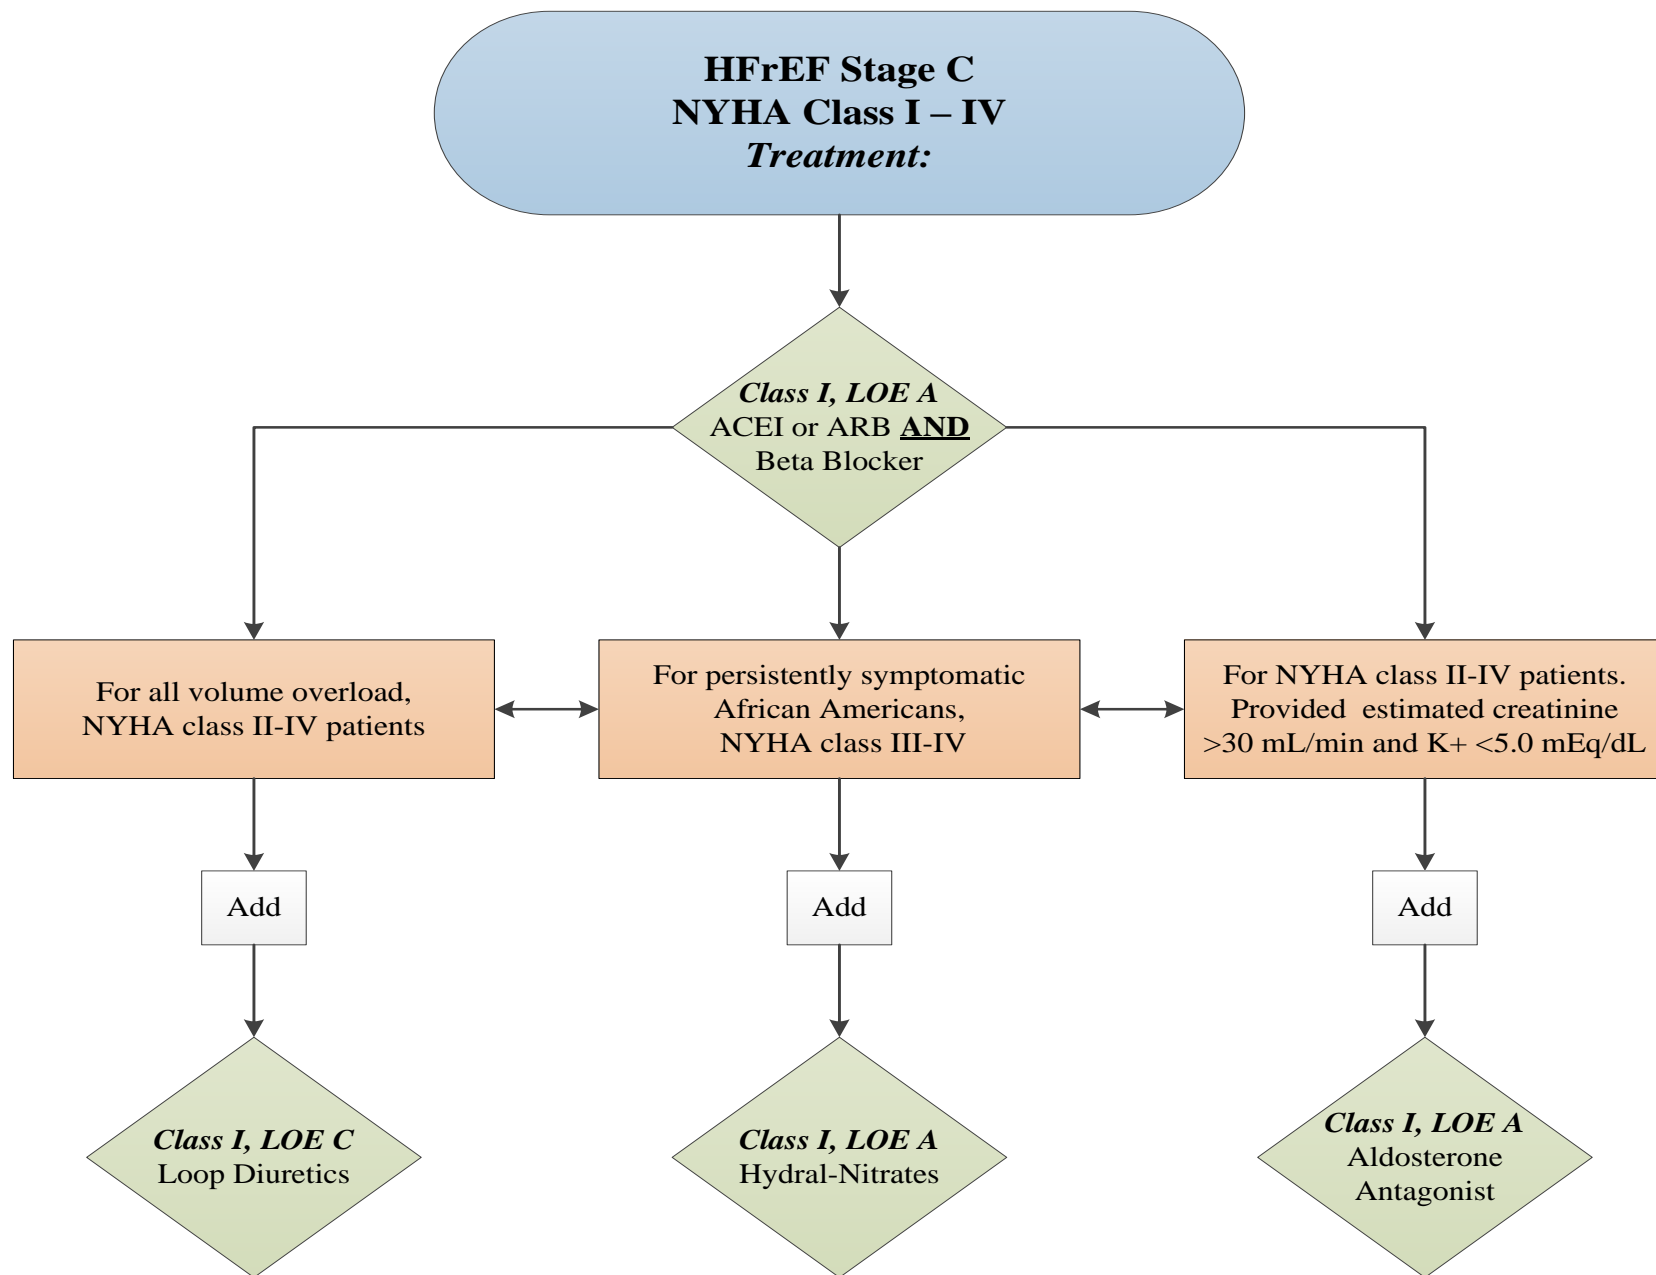 HFrEF Stage C
NYHA Class I – IV
Treatment:
Class I, LOE A
ACEI or ARB AND
Beta Blocker
For all volume overload,
NYHA class II-IV patients
For persistently symptomatic
African Americans,
NYHA class III-IV
For NYHA class II-IV patients.
Provided estimated creatinine
>30 mL/min and K+ <5.0 mEq/dL
Add
Add
Add
Class I, LOE C
Loop Diuretics
Class I, LOE A
Hydral-Nitrates
Class I, LOE A
Aldosterone
Antagonist